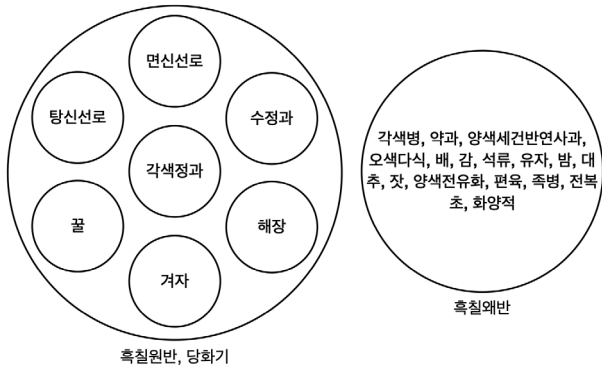 면신선로
탕신선로
수정과
각색정과
꿀
해장
겨자
흑칠원반, 당화기
각색병, 약과, 양색세건반연사과,
오색다식, 배, 감, 석류, 유자, 밤, 대
추, 잣, 양색전유화, 편육, 족병, 전복
초, 화양적
흑칠왜반